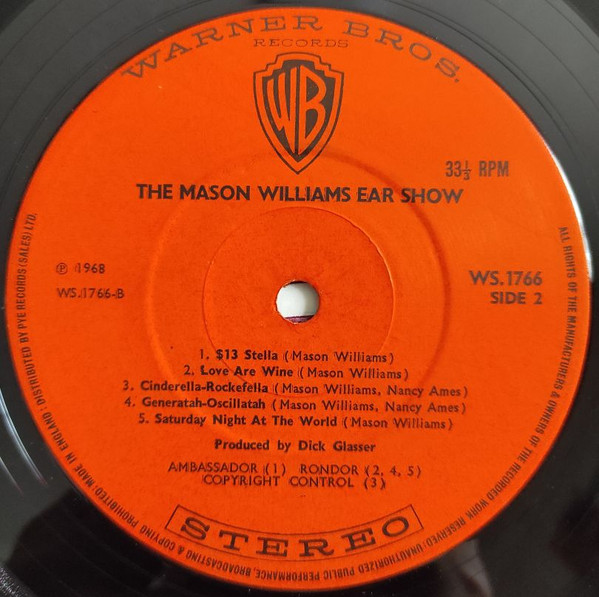 WARNER BROS.
RECORDS
WB
33⅓ RPM
THE MASON WILLIAMS EAR SHOW
℗ 1968
WS.1766-B
WS.1766
SIDE 2
1. $13 Stella (Mason Williams)
2. Love Are Wine (Mason Williams)
3. Cinderella-Rockefella (Mason Williams, Nancy Ames)
4. Generatah-Oscillatah (Mason Williams, Nancy Ames)
5. Saturday Night At The World (Mason Williams)
Produced by Dick Glasser
AMBASSADOR (1) RONDOR (2, 4, 5)
COPYRIGHT CONTROL (3)
STEREO
ALL RIGHTS OF THE MANUFACTURERS & OWNERS OF THE RECORDED WORK RESERVED·UNAUTHORIZED PUBLIC PERFORMANCE, BROADCASTING & COPYING PROHIBITED: MADE IN ENGLAND: DISTRIBUTED BY PYE RECORDS (SALES) LTD.